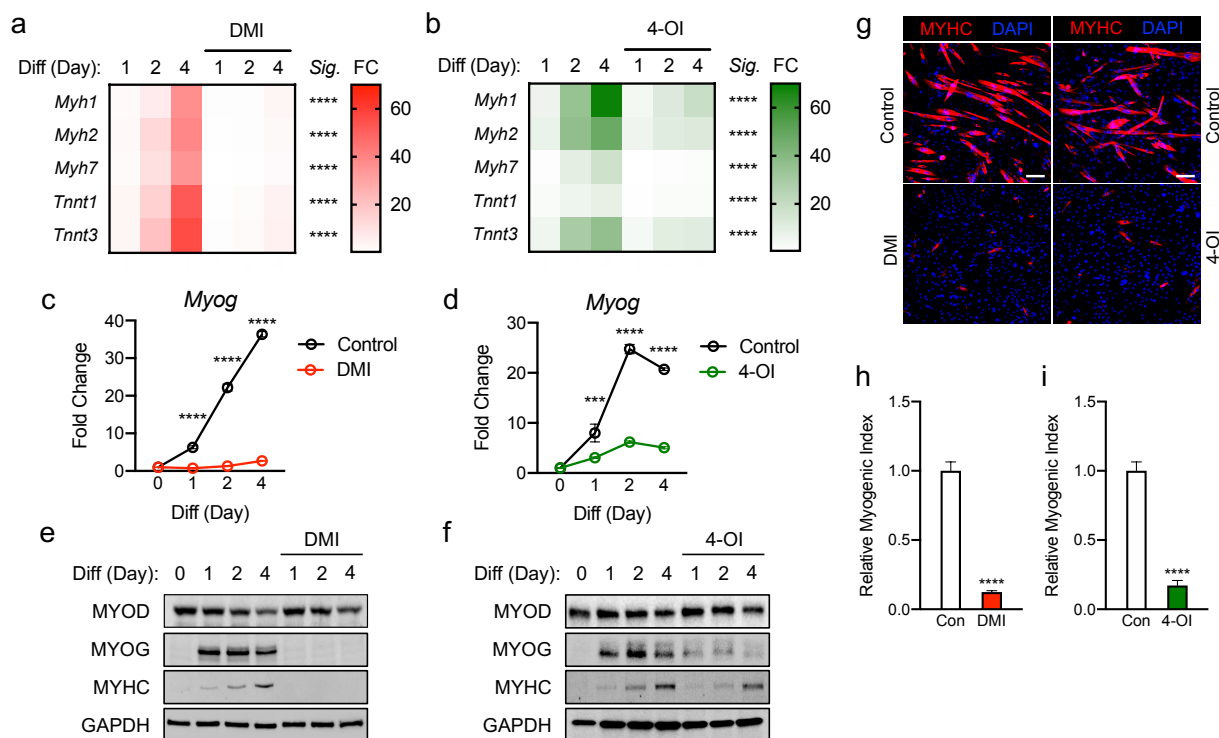 a
DMI
Diff (Day): 1 2 4 1 2 4 Sig. FC
Myh1 ****
Myh2 ****
Myh7 ****
Tnnt1 ****
Tnnt3 ****
60
40
20
b
4-OI
Diff (Day): 1 2 4 1 2 4 Sig. FC
Myh1 ****
Myh2 ****
Myh7 ****
Tnnt1 ****
Tnnt3 ****
60
40
20
c
Myog
Fold Change
40
30
20
10
0
0 1 2 4
Diff (Day)
****
****
****
Control
DMI
d
Myog
Fold Change
30
20
10
0
0 1 2 4
Diff (Day)
***
****
****
Control
4-OI
e
DMI
Diff (Day): 0 1 2 4 1 2 4
MYOD
MYOG
MYHC
GAPDH
f
4-OI
Diff (Day): 0 1 2 4 1 2 4
MYOD
MYOG
MYHC
GAPDH
g
MYHC DAPI MYHC DAPI
Control
Control
DMI
4-OI
h
Relative Myogenic Index
1.5
1.0
0.5
0.0
****
Con DMI
i
Relative Myogenic Index
1.5
1.0
0.5
0.0
****
Con 4-OI